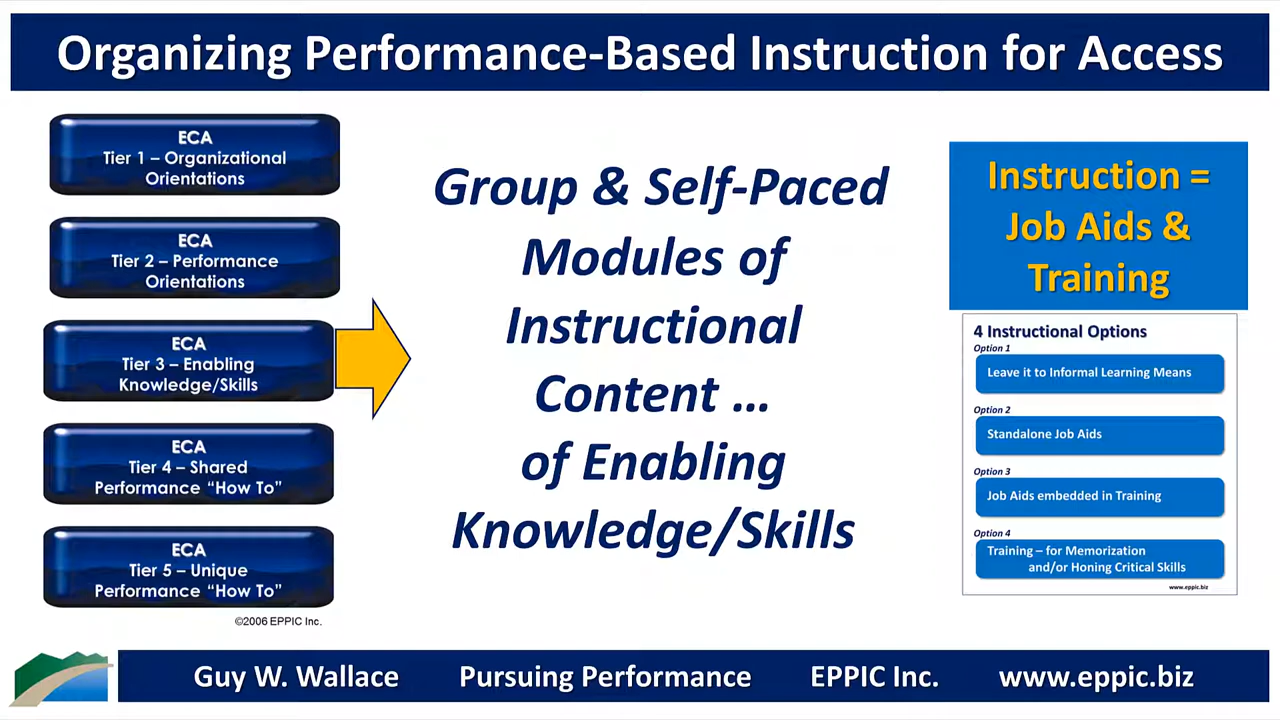 Organizing Performance-Based Instruction for Access
ECA
Tier 1 – Organizational
Orientations
ECA
Tier 2 – Performance
Orientations
ECA
Tier 3 – Enabling
Knowledge/Skills
ECA
Tier 4 – Shared
Performance “How To”
ECA
Tier 5 – Unique
Performance “How To”
©2006 EPPIC Inc.
Group & Self-Paced
Modules of
Instructional
Content ...
of Enabling
Knowledge/Skills
Instruction =
Job Aids &
Training
4 Instructional Options
Option 1
Leave it to Informal Learning Means
Option 2
Standalone Job Aids
Option 3
Job Aids embedded in Training
Option 4
Training – for Memorization
and/or Honing Critical Skills
www.eppic.biz
Guy W. Wallace Pursuing Performance EPPIC Inc. www.eppic.biz